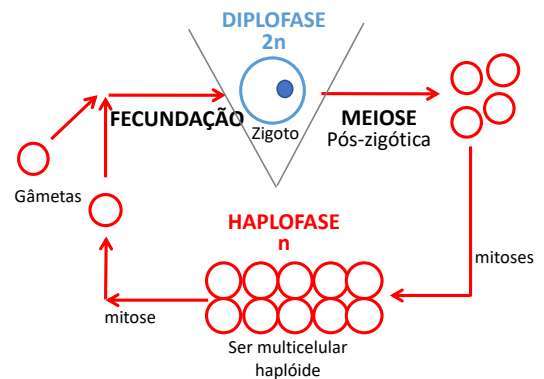 DIPLOFASE
2n
FECUNDAÇÃO
Zigoto
MEIOSE
Pós-zigótica
Gâmetas
HAPLOFASE
n
mitoses
mitose
Ser multicelular
haplóide